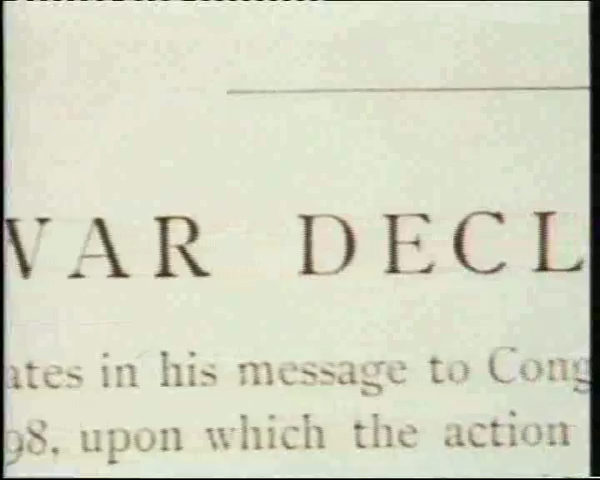 VAR DECL
ates in his message to Cong
98, upon which the action